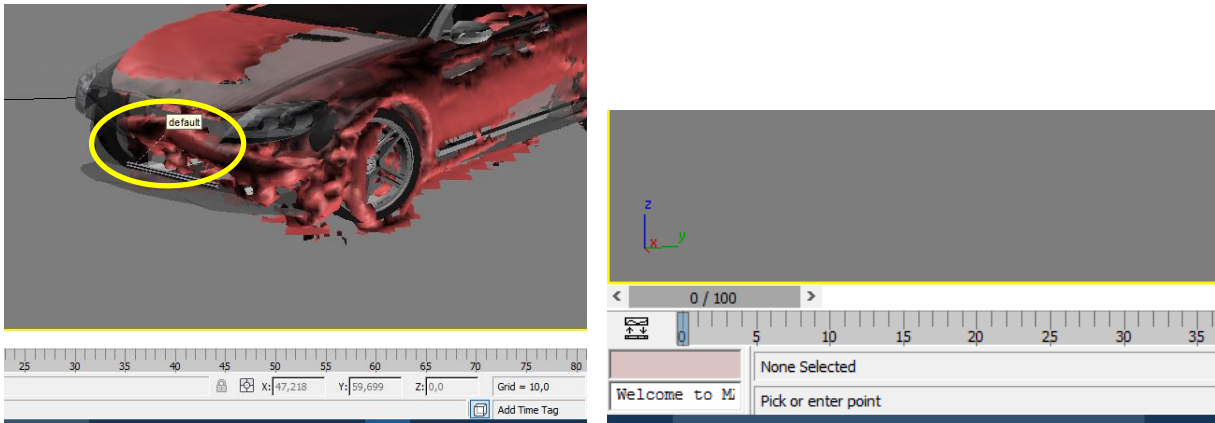 default
25 30 35 40 45 50 55 60 65 70 75 80
X: 47,218 Y: 59,699 Z: 0,0 Grid = 10,0
Add Time Tag
z
x y
< 0 / 100 >
0 5 10 15 20 25 30 35
None Selected
Welcome to M
Pick or enter point